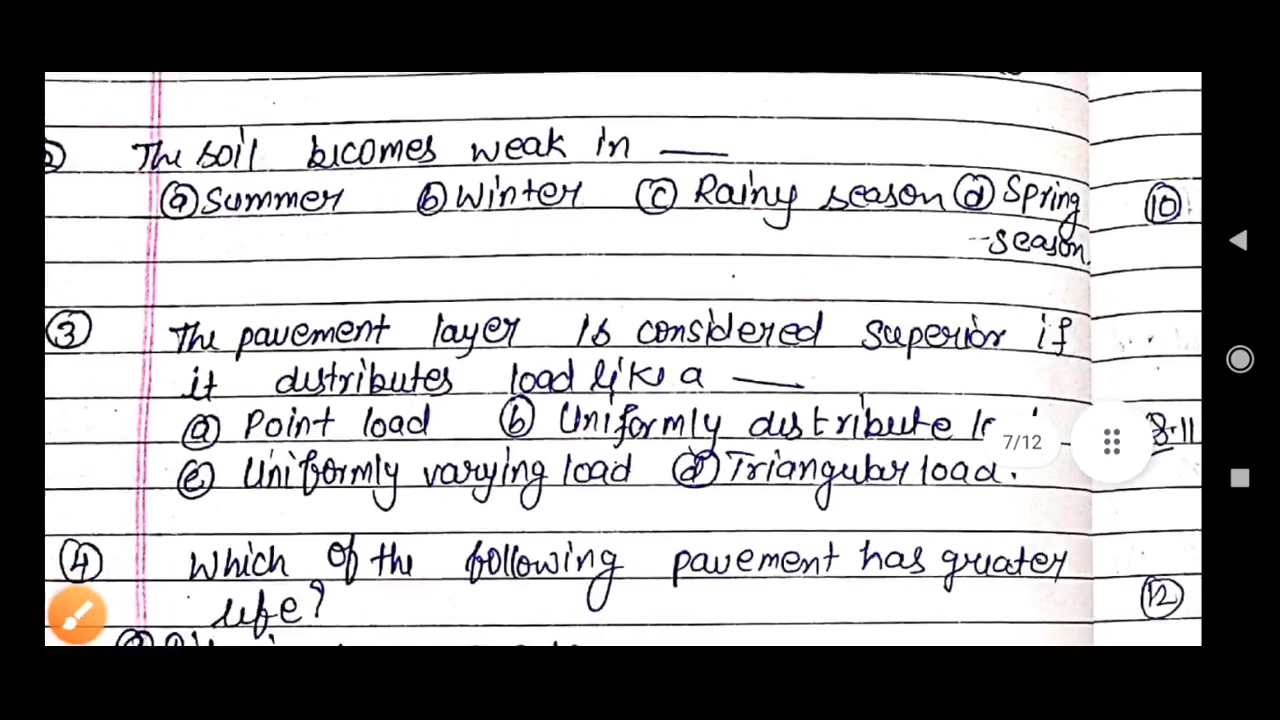 The soil becomes weak in ___
(a) Summer (b) Winter (c) Rainy season (d) Spring
season.
(3) The pavement layer is considered superior if
it distributes load like a ___
(a) Point load (b) Uniformly distribute
(c) Uniformly varying load (d) Triangular load.
(4) Which of the following pavement has greater
life?
(10)
(12)
7/12